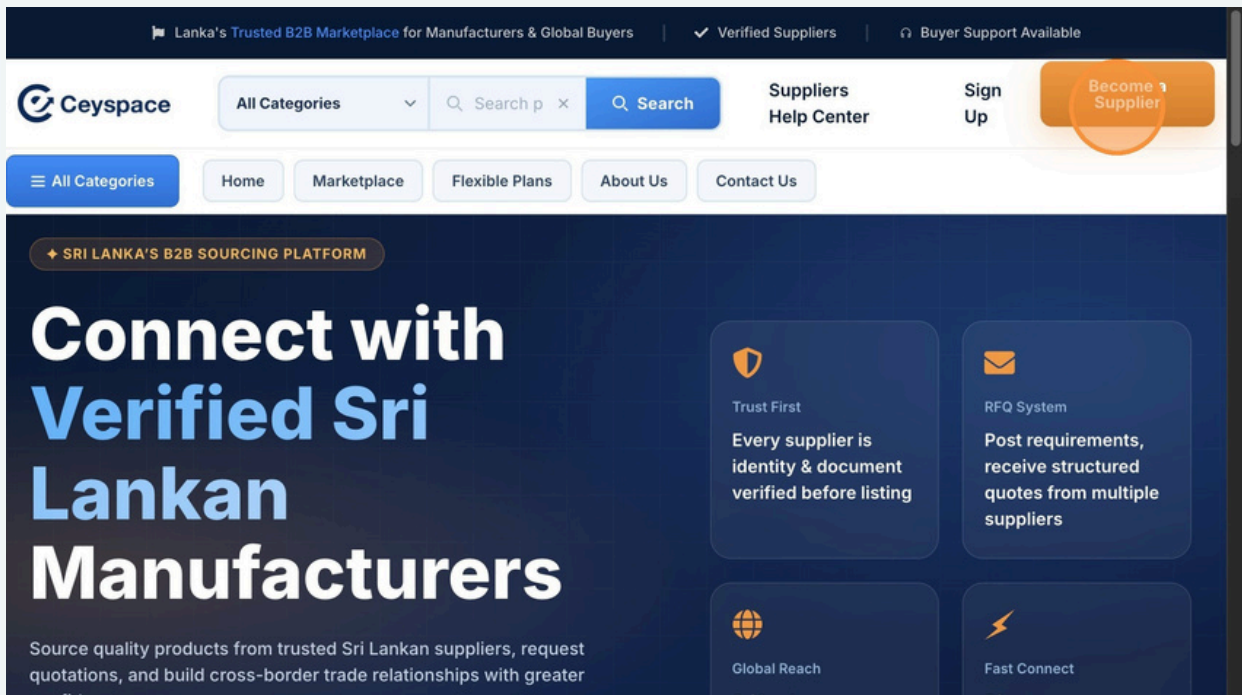 Lanka's Trusted B2B Marketplace for Manufacturers & Global Buyers
Verified Suppliers
Buyer Support Available
Ceyspace
All Categories
Search p
Search
Suppliers
Help Center
Sign
Up
Become a
Supplier
All Categories
Home
Marketplace
Flexible Plans
About Us
Contact Us
SRI LANKA'S B2B SOURCING PLATFORM
Connect with
Verified Sri
Lankan
Manufacturers
Source quality products from trusted Sri Lankan suppliers, request
quotations, and build cross-border trade relationships with greater
Trust First
Every supplier is
identity & document
verified before listing
RFQ System
Post requirements,
receive structured
quotes from multiple
suppliers
Global Reach
Fast Connect